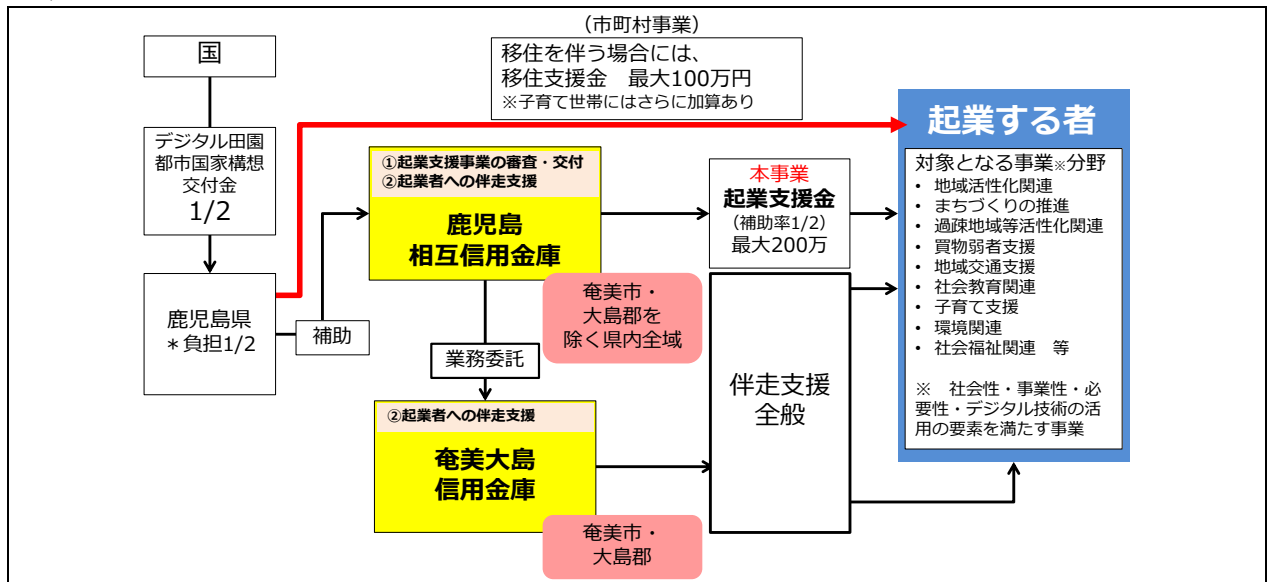 (市町村事業)
国
移住を伴う場合には、
移住支援金 最大100万円
※子育て世帯にはさらに加算あり
デジタル田園
都市国家構想
交付金
1/2
鹿児島県
＊負担1/2
補助
①起業支援事業の審査・交付
②起業者への伴走支援
鹿児島
相互信用金庫
奄美市・
大島郡を
除く県内全域
業務委託
②起業者への伴走支援
奄美大島
信用金庫
奄美市・
大島郡
本事業
起業支援金
(補助率1/2)
最大200万
伴走支援
全般
起業する者
対象となる事業※分野
• 地域活性化関連
• まちづくりの推進
• 過疎地域等活性化関連
• 買物弱者支援
• 地域交通支援
• 社会教育関連
• 子育て支援
• 環境関連
• 社会福祉関連 等
※ 社会性・事業性・必
要性・デジタル技術の活
用の要素を満たす事業